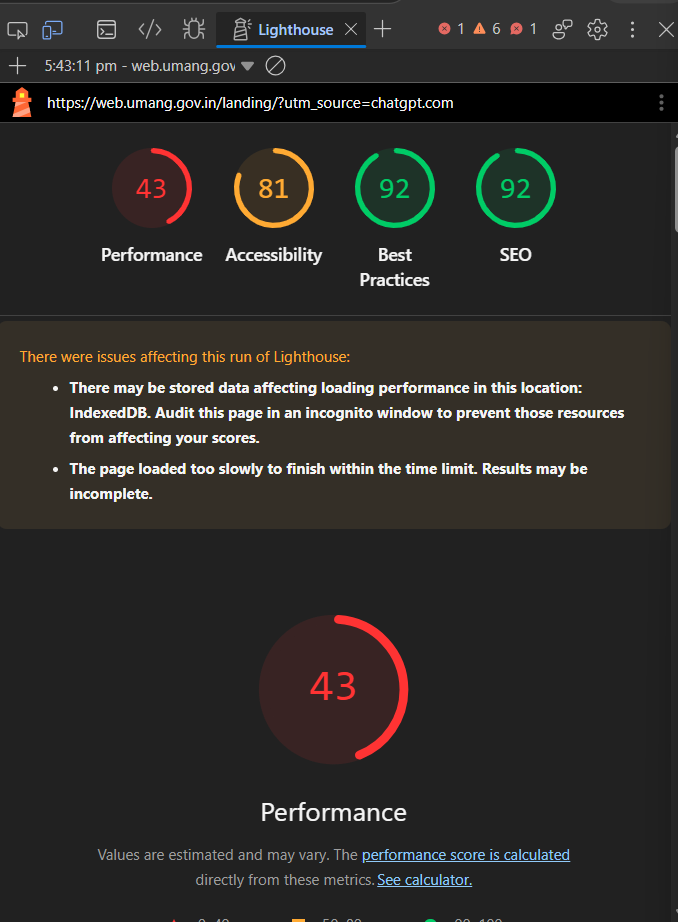 Lighthouse
1 6 1
5:43:11 pm - web.umang.gov
https://web.umang.gov.in/landing/?utm_source=chatgpt.com
43 81 92 92
Performance Accessibility Best Practices SEO
There were issues affecting this run of Lighthouse:
There may be stored data affecting loading performance in this location:
IndexedDB. Audit this page in an incognito window to prevent those resources
from affecting your scores.
The page loaded too slowly to finish within the time limit. Results may be
incomplete.
43
Performance
Values are estimated and may vary. The performance score is calculated
directly from these metrics. See calculator.